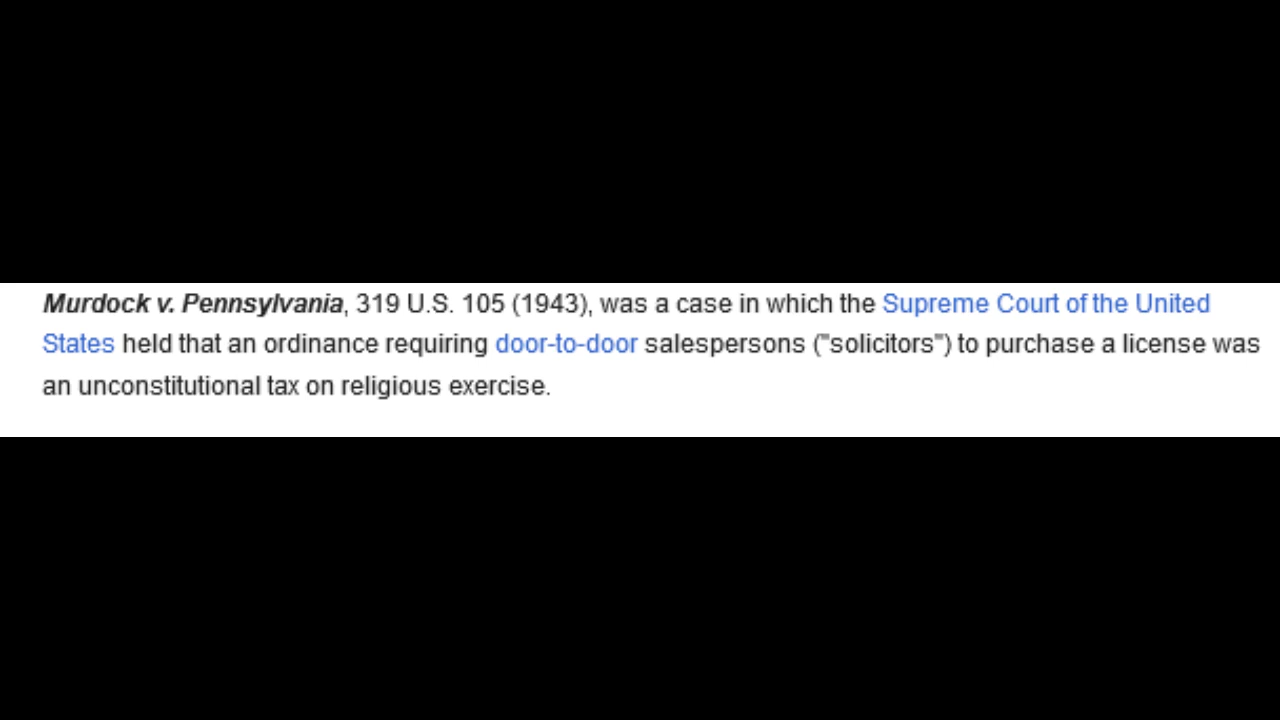 Murdock v. Pennsylvania, 319 U.S. 105 (1943), was a case in which the Supreme Court of the United
States held that an ordinance requiring door-to-door salespersons ("solicitors") to purchase a license was
an unconstitutional tax on religious exercise.